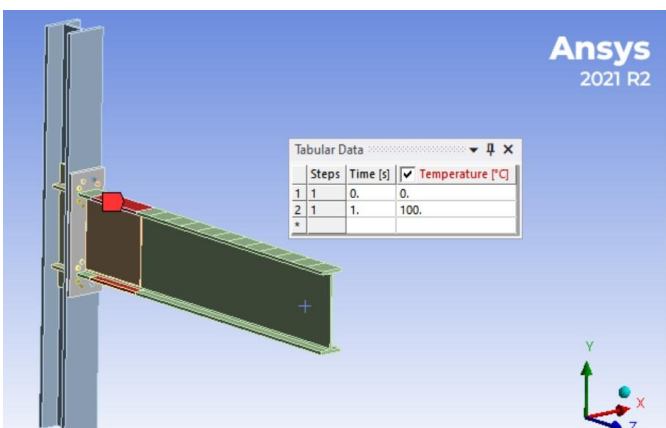 Ansys
2021 R2
Tabular Data
Steps Time [s] Temperature [°C]
1 1 0. 0.
2 1 1. 100.
*
Y
X
Z